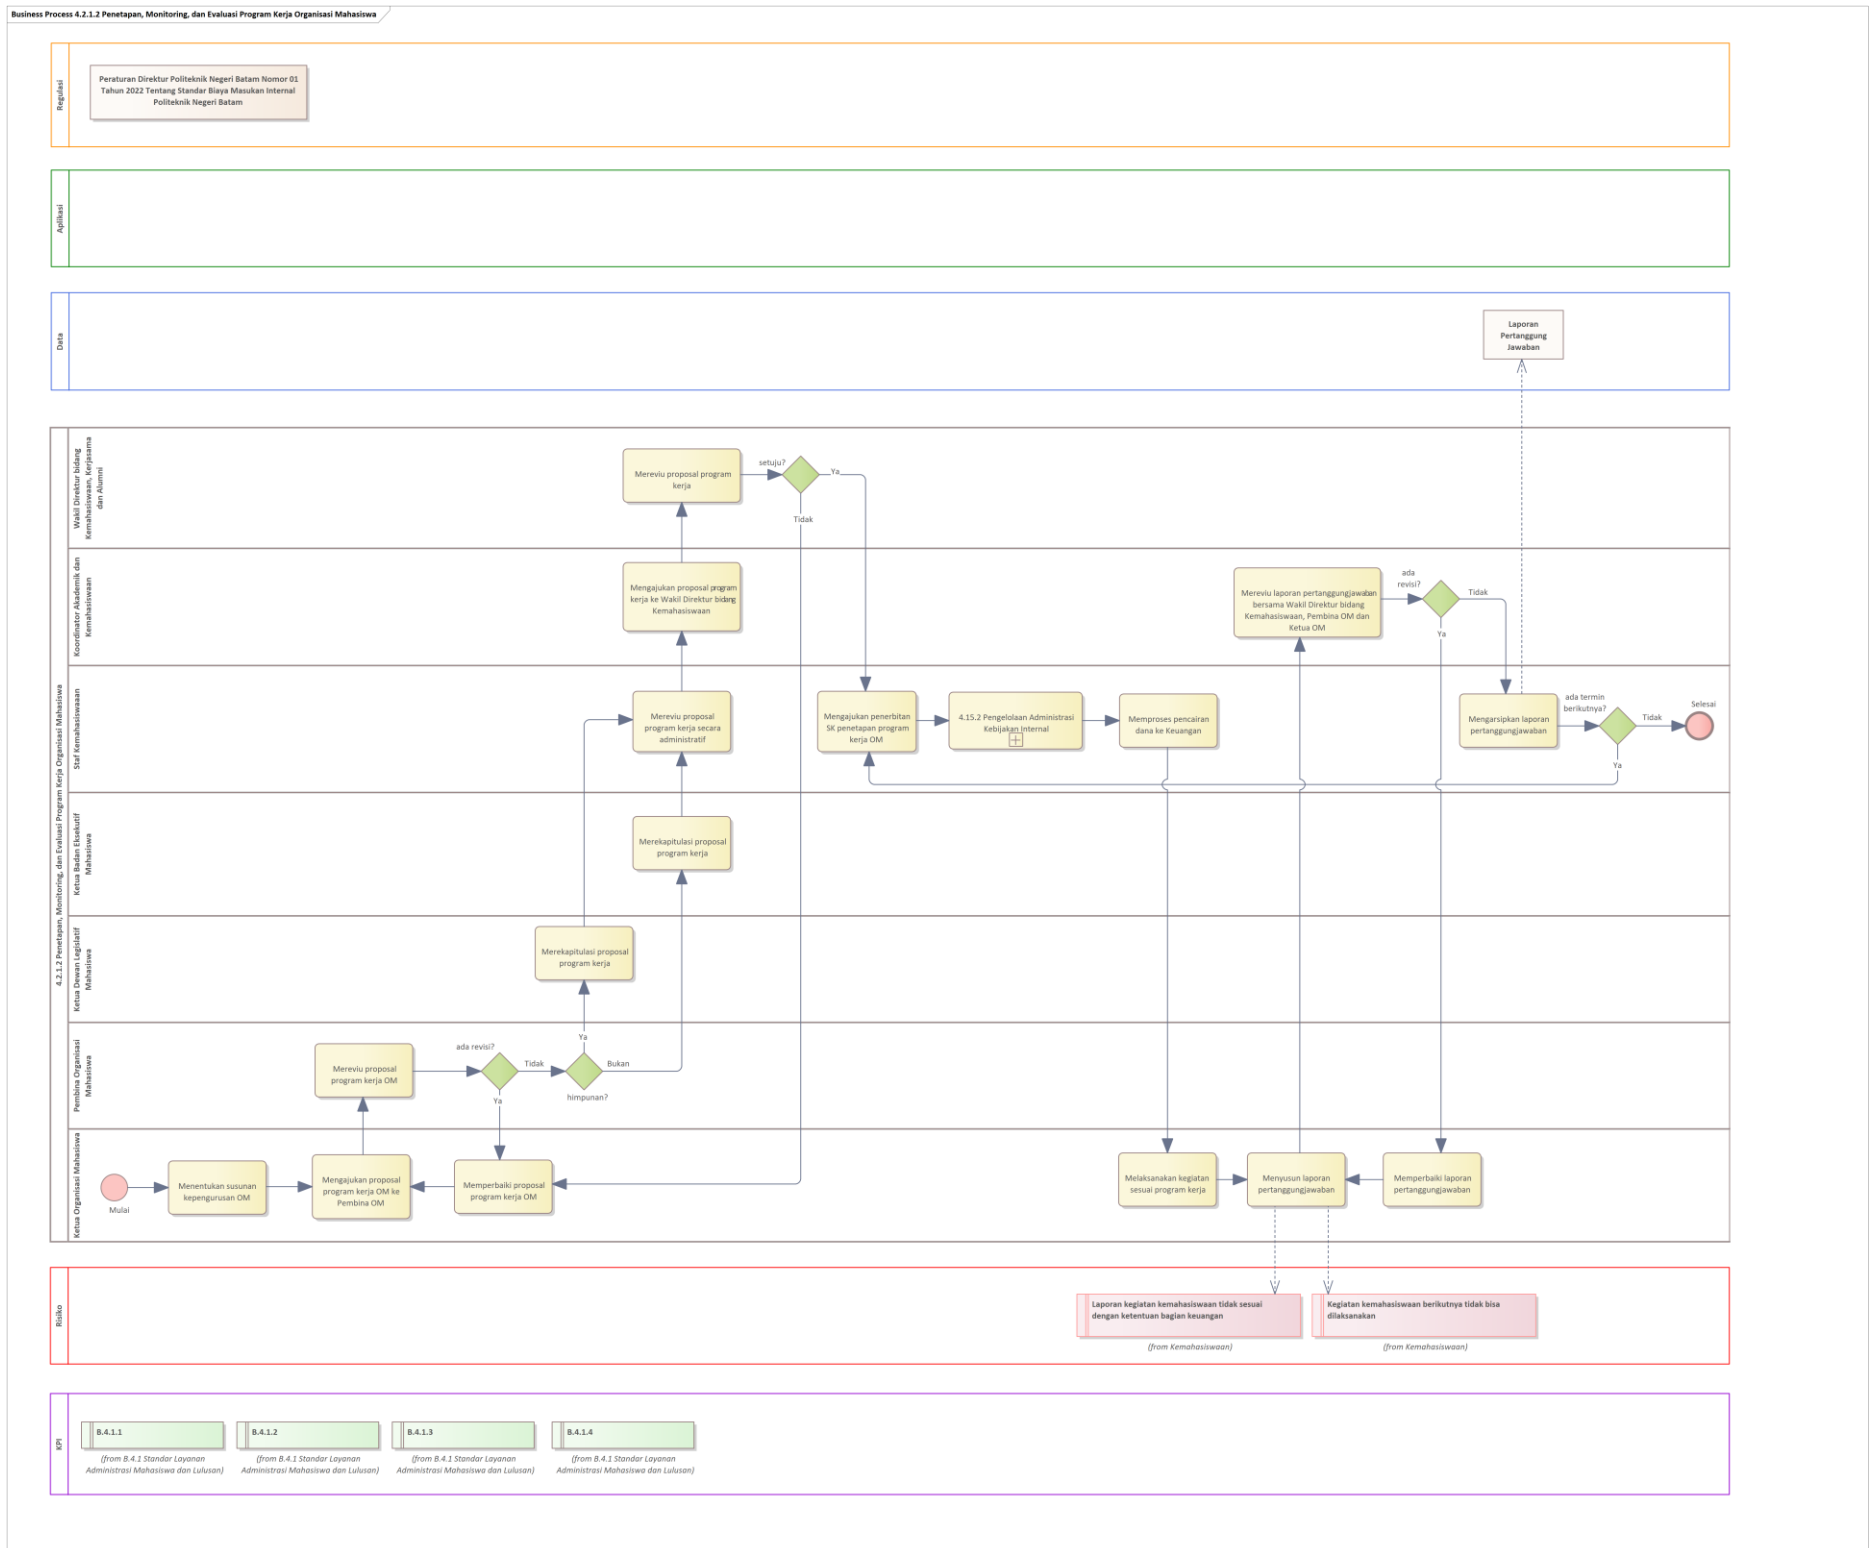 Business Process 4.2.1.2 Penetapan, Monitoring, dan Evaluasi Program Kerja Organisasi Mahasiswa
Regulasi
Peraturan Direktur Politeknik Negeri Batam Nomor 01
Tahun 2022 Tentang Standar Biaya Masukan Internal
Politeknik Negeri Batam
Aplikasi
Data
Laporan
Pertanggung
Jawaban
4.2.1.2 Penetapan, Monitoring, dan Evaluasi Program Kerja Organisasi Mahasiswa
Wakil Direktur bidang
Kemahasiswaan, Kerjasama
dan Alumni
Mereviu proposal program
kerja
setuju?
Ya
Tidak
Koordinator Akademik dan
Kemahasiswaan
Mengajukan proposal program
kerja ke Wakil Direktur bidang
Kemahasiswaan
Mereviu laporan pertanggungjawaban
bersama Wakil Direktur bidang
Kemahasiswaan, Pembina OM dan
Ketua OM
ada
revisi?
Tidak
Ya
Staf Kemahasiswaan
Mereviu proposal
program kerja secara
administratif
Mengajukan penerbitan
SK penetapan program
kerja OM
4.15.2 Pengelolaan Administrasi
Kebijakan Internal
Memproses pencairan
dana ke Keuangan
Mengarsipkan laporan
pertanggungjawaban
ada termin
berikutnya?
Tidak
Ya
Selesai
Ketua Badan Eksekutif
Mahasiswa
Merekapitulasi proposal
program kerja
Ketua Dewan Legislatif
Mahasiswa
Merekapitulasi proposal
program kerja
Pembina Organisasi
Mahasiswa
Mereviu proposal
program kerja OM
ada revisi?
Tidak
Ya
Ya
Bukan
himpunan?
Ketua Organisasi Mahasiswa
Mulai
Menentukan susunan
kepengurusan OM
Mengajukan proposal
program kerja OM ke
Pembina OM
Memperbaiki proposal
program kerja OM
Melaksanakan kegiatan
sesuai program kerja
Menyusun laporan
pertanggungjawaban
Memperbaiki laporan
pertanggungjawaban
Risiko
Laporan kegiatan kemahasiswaan tidak sesuai
dengan ketentuan bagian keuangan
(from Kemahasiswaan)
Kegiatan kemahasiswaan berikutnya tidak bisa
dilaksanakan
(from Kemahasiswaan)
KPI
B.4.1.1
(from B.4.1 Standar Layanan
Administrasi Mahasiswa dan Lulusan)
B.4.1.2
(from B.4.1 Standar Layanan
Administrasi Mahasiswa dan Lulusan)
B.4.1.3
(from B.4.1 Standar Layanan
Administrasi Mahasiswa dan Lulusan)
B.4.1.4
(from B.4.1 Standar Layanan
Administrasi Mahasiswa dan Lulusan)